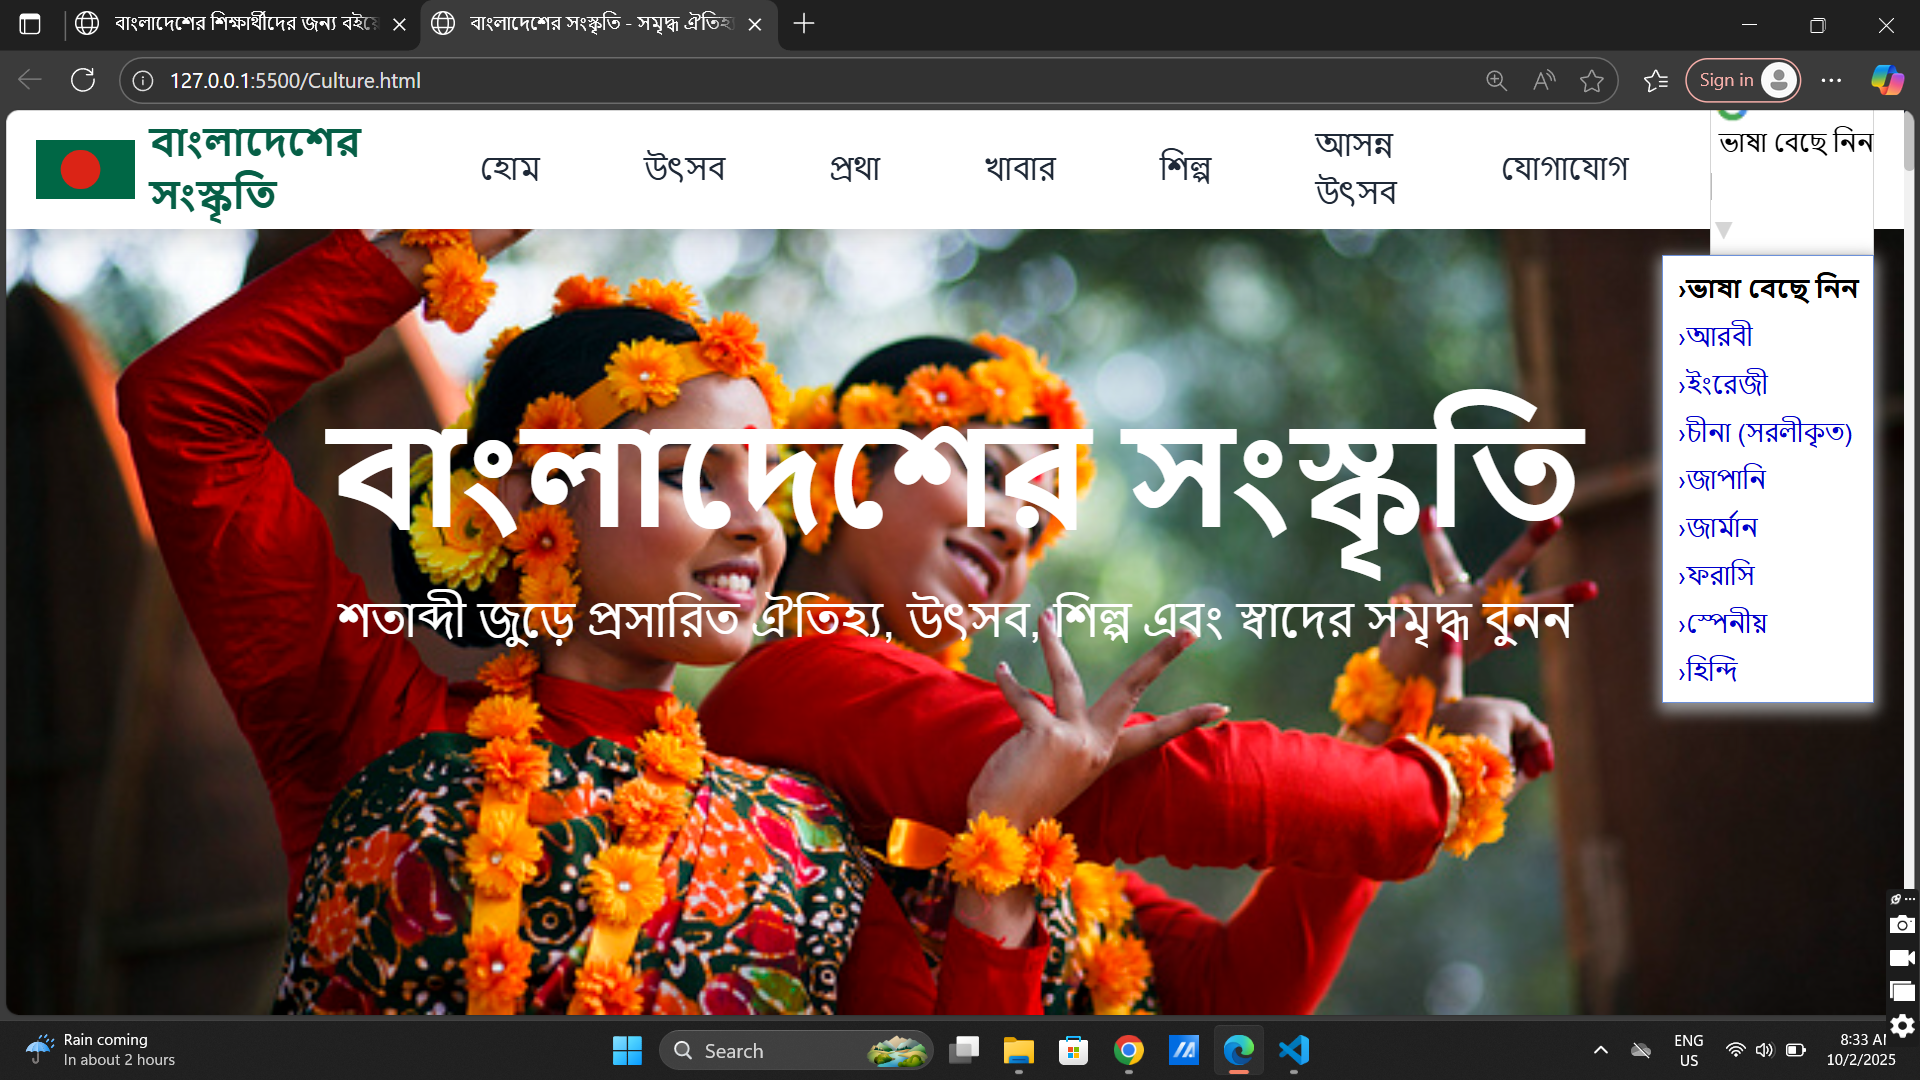 বাংলাদেশের শিক্ষার্থীদের জন্য বইয়ে
বাংলাদেশের সংস্কৃতি - সমৃদ্ধ ঐতিহ্য
127.0.0.1:5500/Culture.html
Sign in
বাংলাদেশের
সংস্কৃতি
হোম
উৎসব
প্রথা
খাবার
শিল্প
আসন্ন
উৎসব
যোগাযোগ
ভাষা বেছে নিন
▼
›ভাষা বেছে নিন
›আরবী
›ইংরেজী
›চীনা (সরলীকৃত)
›জাপানি
›জার্মান
›ফরাসি
›স্পেনীয়
›হিন্দি
বাংলাদেশের সংস্কৃতি
শতাব্দী জুড়ে প্রসারিত ঐতিহ্য, উৎসব, শিল্প এবং স্বাদের সমৃদ্ধ বুনন
Rain coming
In about 2 hours
Search
ENG
US
8:33 AM
10/2/2025